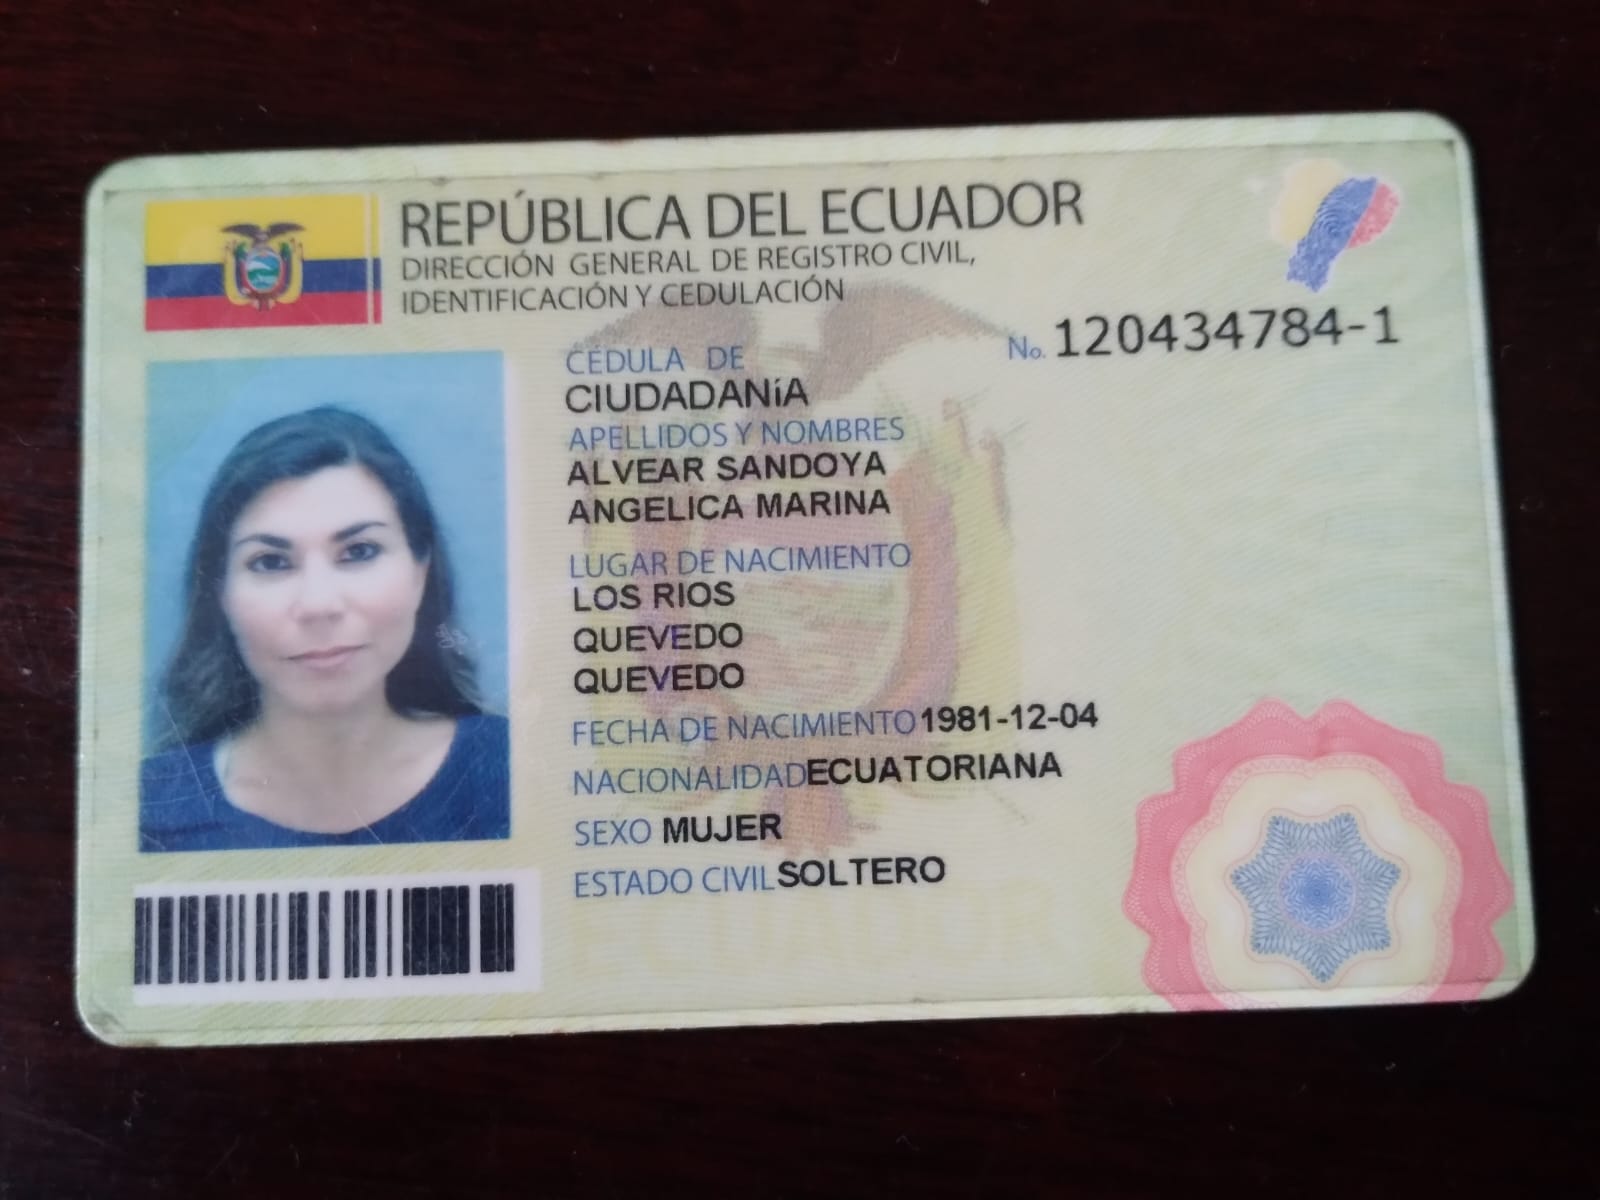 REPÚBLICA DEL ECUADOR
DIRECCIÓN GENERAL DE REGISTRO CIVIL,
IDENTIFICACIÓN Y CEDULACIÓN
No. 120434784-1
CÉDULA DE
CIUDADANíA
APELLIDOS Y NOMBRES
ALVEAR SANDOYA
ANGELICA MARINA
LUGAR DE NACIMIENTO
LOS RIOS
QUEVEDO
QUEVEDO
FECHA DE NACIMIENTO 1981-12-04
NACIONALIDAD ECUATORIANA
SEXO MUJER
ESTADO CIVIL SOLTERO
ECUADOR